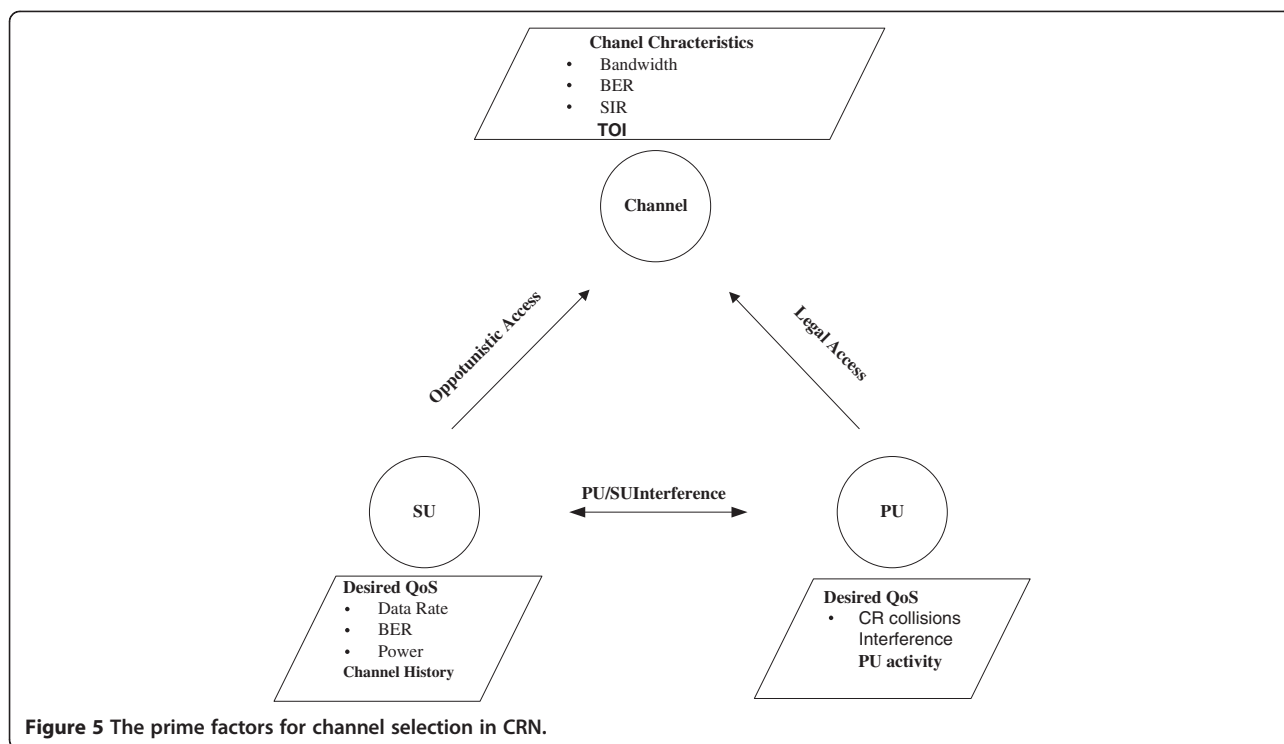 Chanel Chracteristics
• Bandwidth
• BER
• SIR
TOI
Channel
Oppotunistic Access
Legal Access
SU
PU/SUInterference
PU
Desired QoS
• Data Rate
• BER
• Power
Channel History
Desired QoS
• CR collisions
Interference
PU activity
Figure 5 The prime factors for channel selection in CRN.